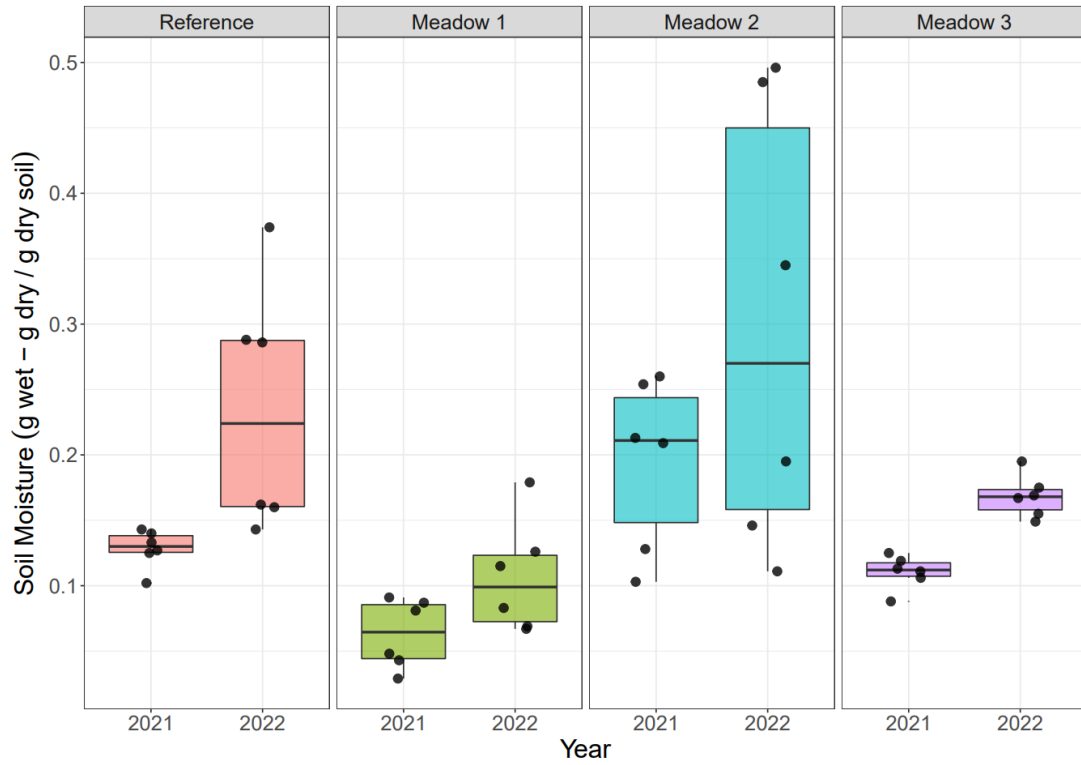 Reference Meadow 1 Meadow 2 Meadow 3
Soil Moisture (g wet − g dry / g dry soil)
0.5
0.4
0.3
0.2
0.1
2021 2022 2021 2022 2021 2022 2021 2022
Year